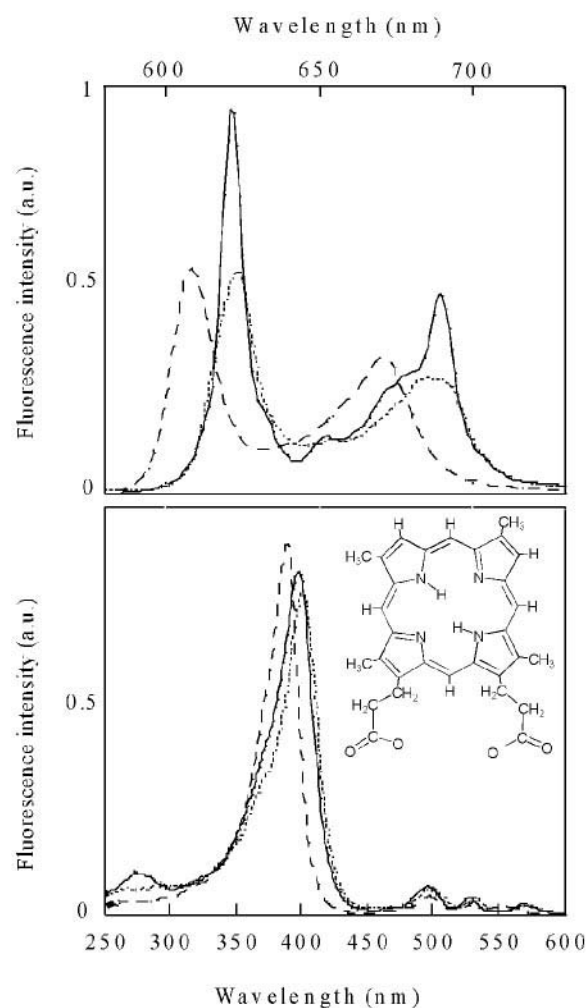 Wavelength (nm)
600 650 700
1
0.5
0
Fluorescence intensity (a.u.)
H H CH₃
H₃C H
N N
H
H H
N H N
H₃C CH₃
H
H₂C CH₂ H₂C CH₂
O C O O C O
0.5
0
Fluorescence intensity (a.u.)
250 300 350 400 450 500 550 600
Wavelength (nm)